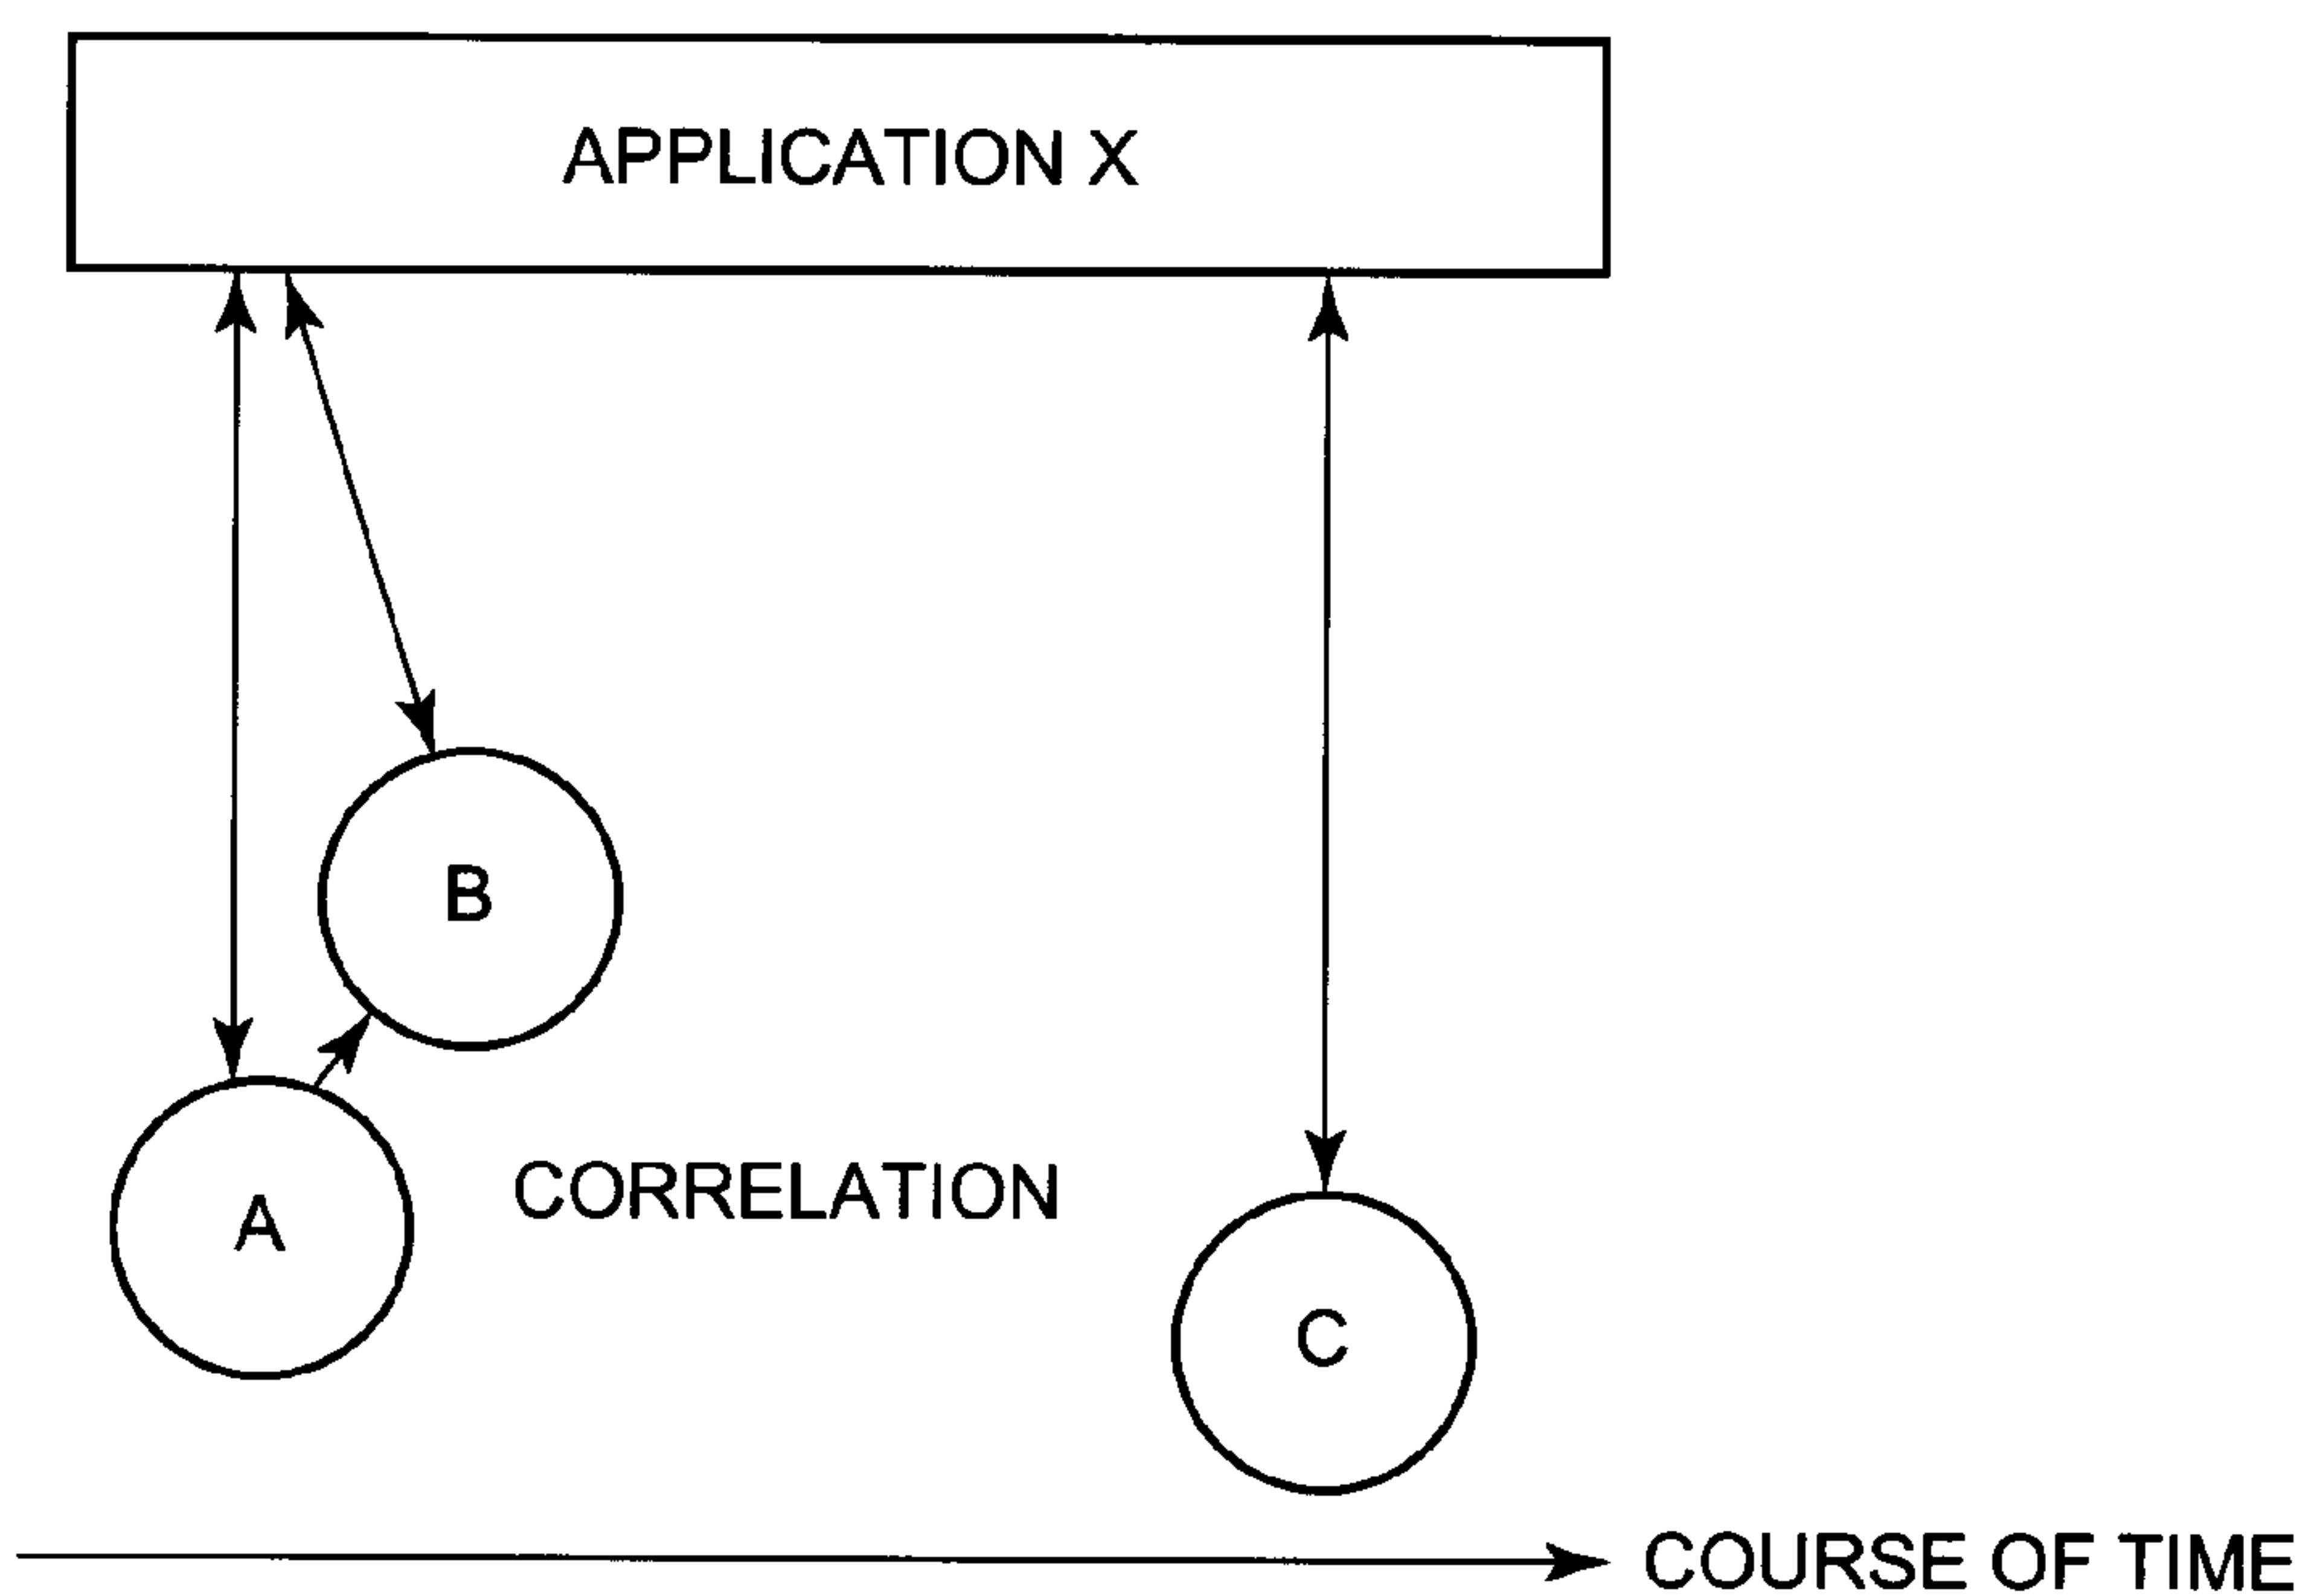 APPLICATION X
B
A
CORRELATION
C
COURSE OF TIME